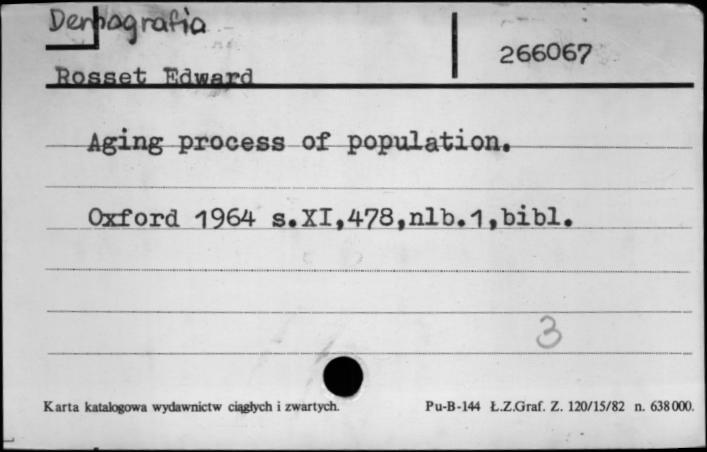 Demografia
266067
Rosset Edward
Aging process of population.
Oxford 1964 s.XI,478,nlb.1,bibl.
3
Karta katalogowa wydawnictw ciągłych i zwartych.
Pu-B-144 Ł.Z.Graf. Z. 120/15/82 n. 638000.